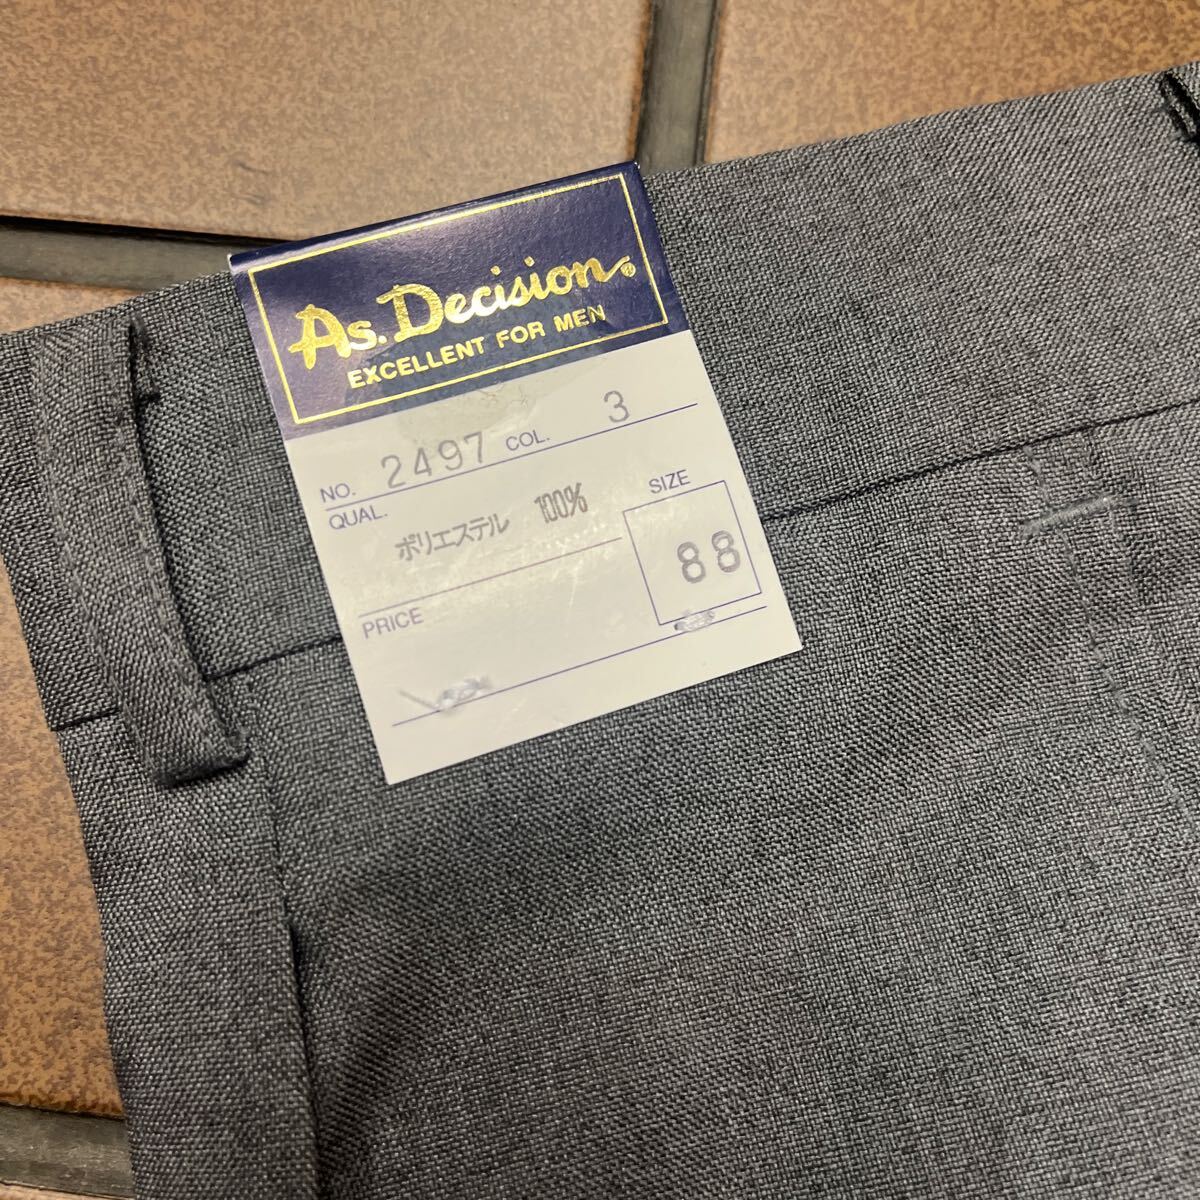 As. Decision®
EXCELLENT FOR MEN
NO. 2497 COL. 3
QUAL. ポリエステル 100%
SIZE
88
PRICE